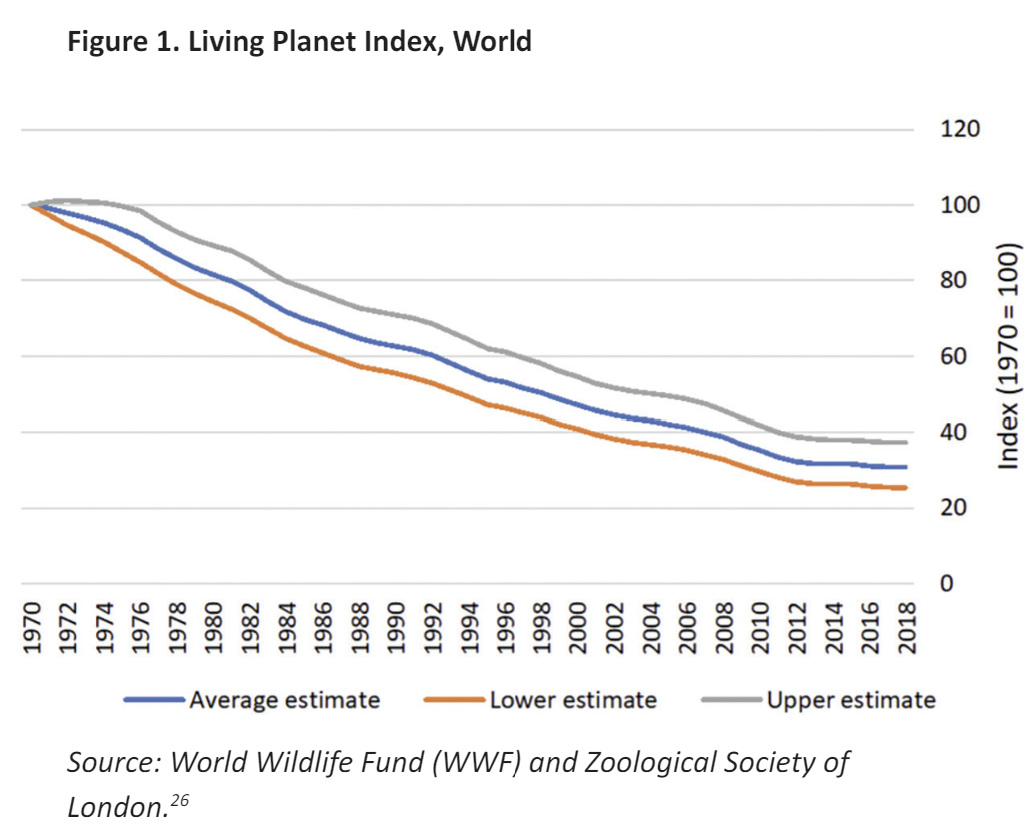 Figure 1. Living Planet Index, World
120
100
80
60
40
20
0
Index (1970 = 100)
1970 1972 1974 1976 1978 1980 1982 1984 1986 1988 1990 1992 1994 1996 1998 2000 2002 2004 2006 2008 2010 2012 2014 2016 2018
Average estimate Lower estimate Upper estimate
Source: World Wildlife Fund (WWF) and Zoological Society of
London.26